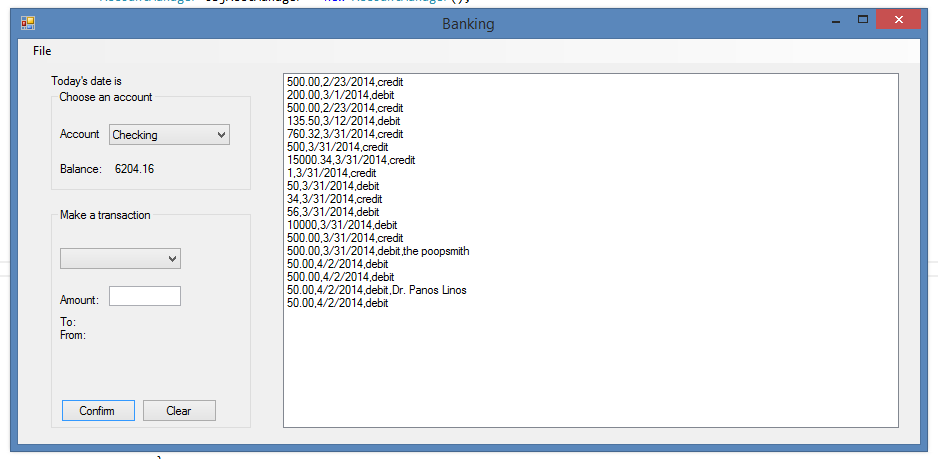 Banking
File
Today's date is
Choose an account
Account Checking
Balance: 6204.16
Make a transaction
Amount:
To:
From:
Confirm Clear
500.00,2/23/2014,credit
200.00,3/1/2014,debit
500.00,2/23/2014,credit
135.50,3/12/2014,debit
760.32,3/31/2014,credit
500,3/31/2014,credit
15000.34,3/31/2014,credit
1,3/31/2014,credit
50,3/31/2014,debit
34,3/31/2014,credit
56,3/31/2014,debit
10000,3/31/2014,debit
500.00,3/31/2014,credit
500.00,3/31/2014,debit,the poopsmith
50.00,4/2/2014,debit
500.00,4/2/2014,debit
50.00,4/2/2014,debit,Dr. Panos Linos
50.00,4/2/2014,debit